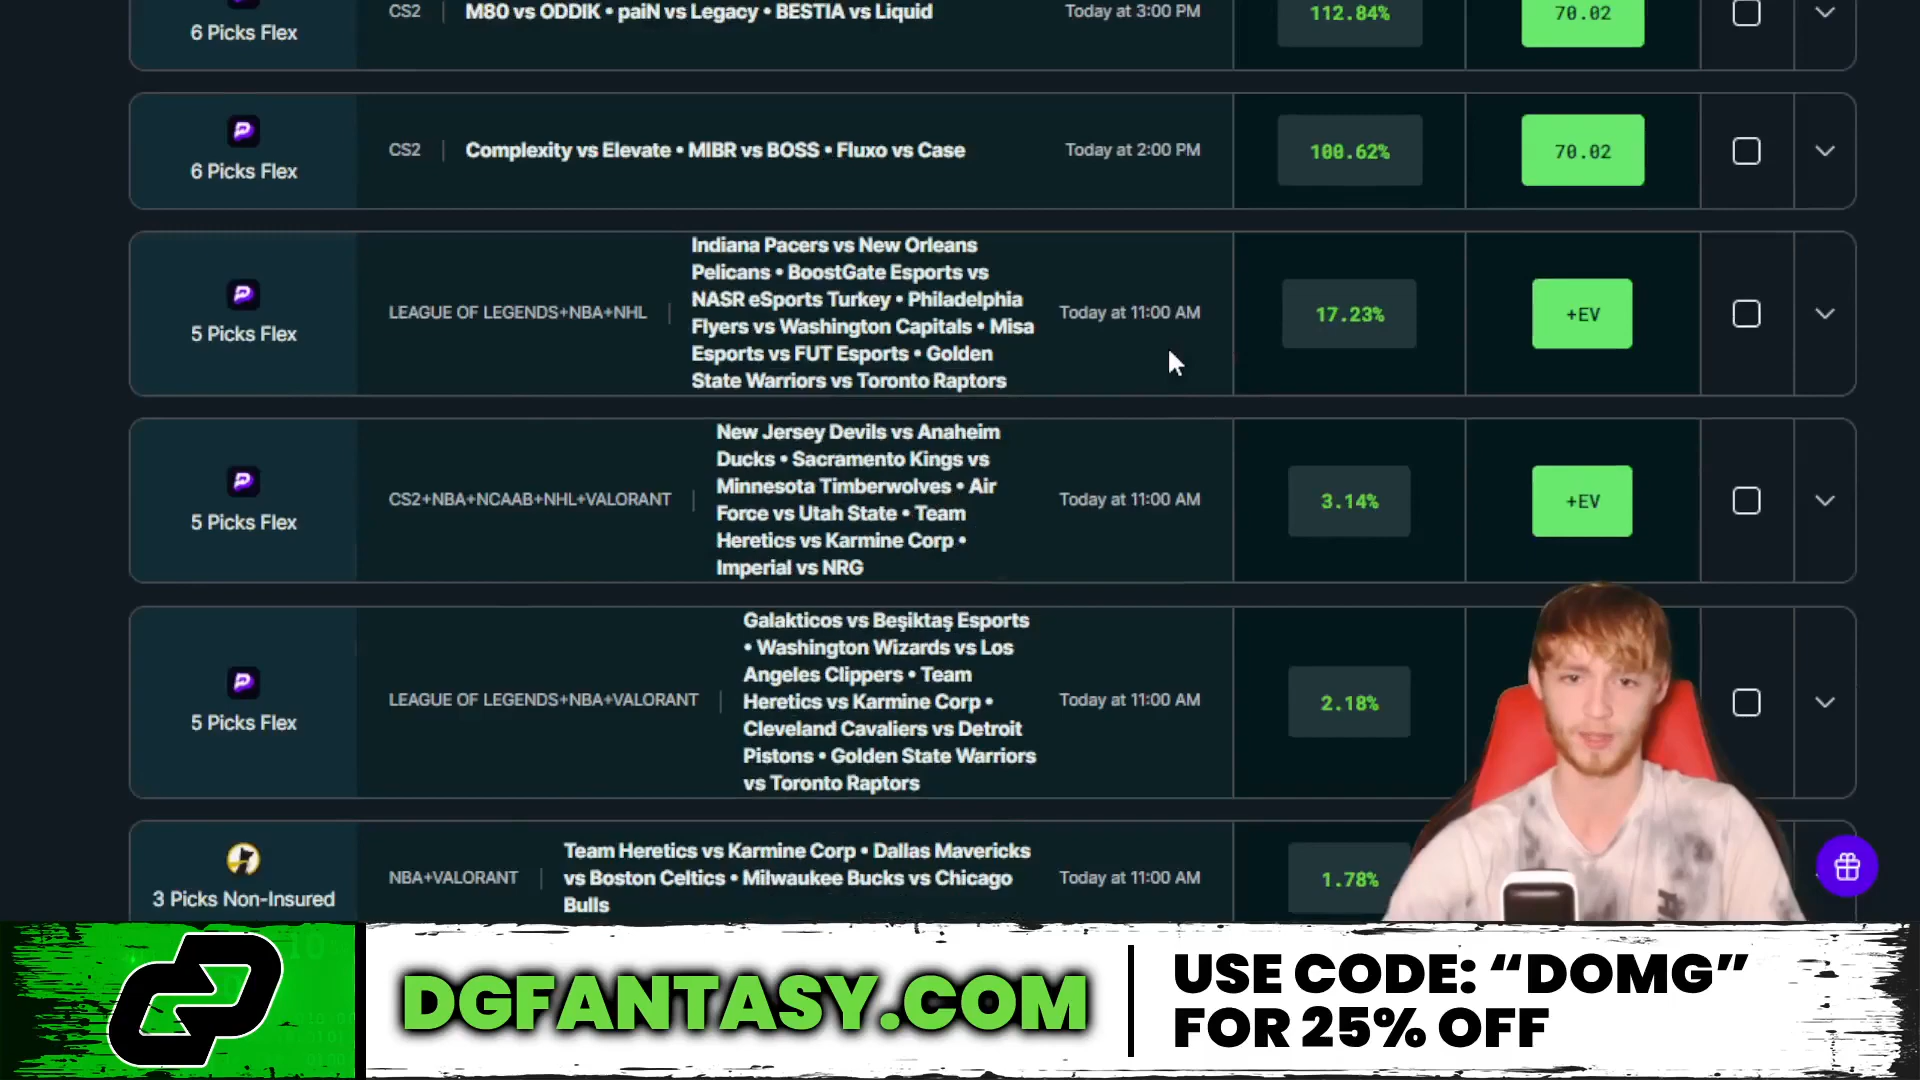 6 Picks Flex
CS2
M80 vs ODDIK • paiN vs Legacy • BESTIA vs Liquid
Today at 3:00 PM
112.84%
70.02
6 Picks Flex
CS2
Complexity vs Elevate • MIBR vs BOSS • Fluxo vs Case
Today at 2:00 PM
100.62%
70.02
5 Picks Flex
LEAGUE OF LEGENDS+NBA+NHL
Indiana Pacers vs New Orleans
Pelicans • BoostGate Esports vs
NASR eSports Turkey • Philadelphia
Flyers vs Washington Capitals • Misa
Esports vs FUT Esports • Golden
State Warriors vs Toronto Raptors
Today at 11:00 AM
17.23%
+EV
5 Picks Flex
CS2+NBA+NCAAB+NHL+VALORANT
New Jersey Devils vs Anaheim
Ducks • Sacramento Kings vs
Minnesota Timberwolves • Air
Force vs Utah State • Team
Heretics vs Karmine Corp •
Imperial vs NRG
Today at 11:00 AM
3.14%
+EV
5 Picks Flex
LEAGUE OF LEGENDS+NBA+VALORANT
Galakticos vs Beşiktaş Esports
• Washington Wizards vs Los
Angeles Clippers • Team
Heretics vs Karmine Corp •
Cleveland Cavaliers vs Detroit
Pistons • Golden State Warriors
vs Toronto Raptors
Today at 11:00 AM
2.18%
3 Picks Non-Insured
NBA+VALORANT
Team Heretics vs Karmine Corp • Dallas Mavericks
vs Boston Celtics • Milwaukee Bucks vs Chicago
Bulls
Today at 11:00 AM
1.78%
DGFANTASY.COM
USE CODE: “DOMG”
FOR 25% OFF